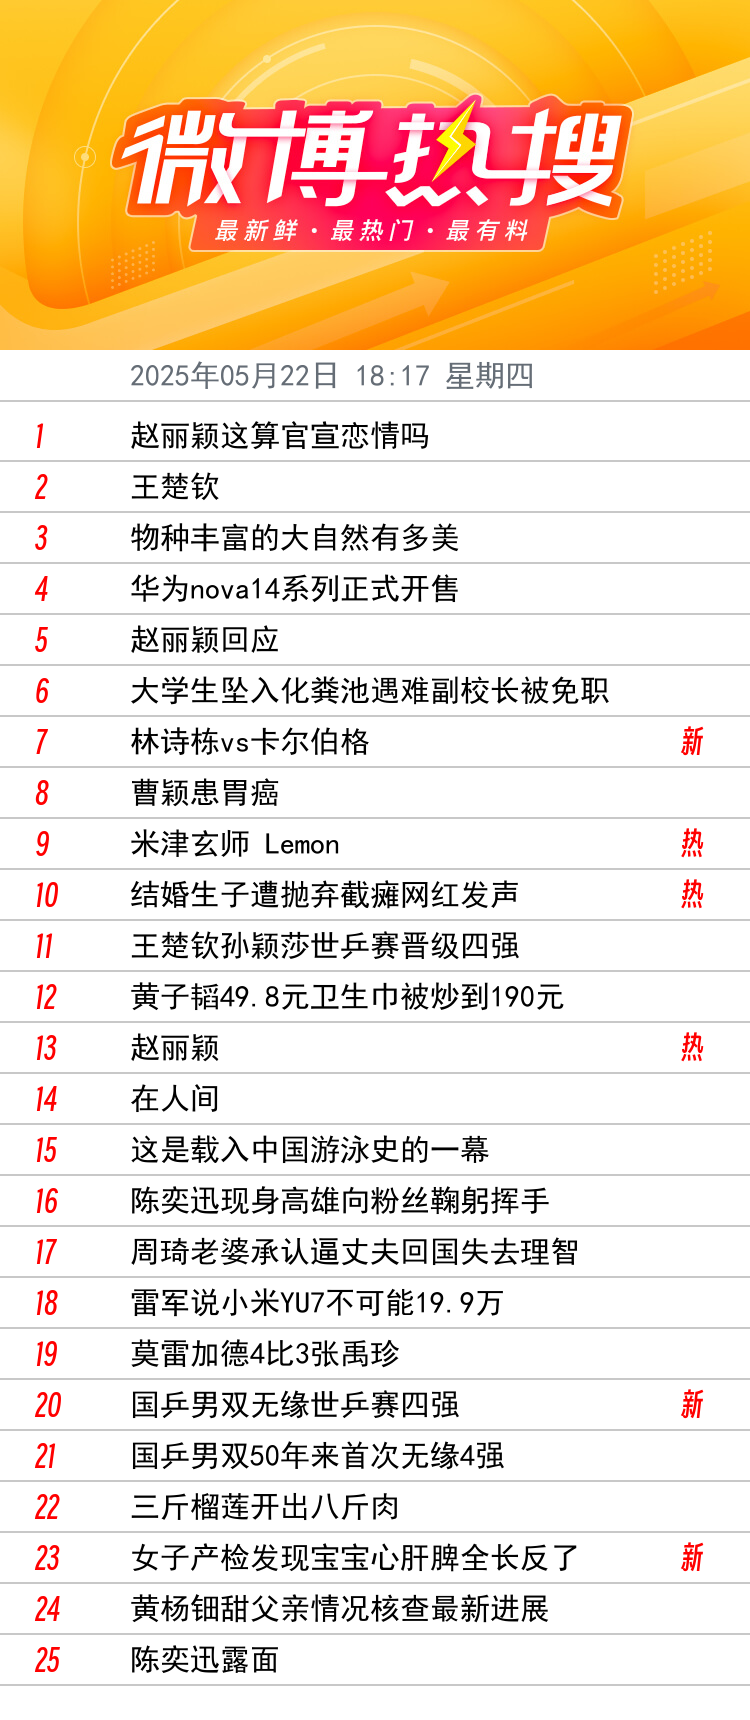 微博热搜
最新鲜·最热门·最有料
2025年05月22日 18:17 星期四
1 赵丽颖这算官宣恋情吗
2 王楚钦
3 物种丰富的大自然有多美
4 华为nova14系列正式开售
5 赵丽颖回应
6 大学生坠入化粪池遇难副校长被免职
7 林诗栋vs卡尔伯格 新
8 曹颖患胃癌
9 米津玄师 Lemon 热
10 结婚生子遭抛弃截瘫网红发声 热
11 王楚钦孙颖莎世乒赛晋级四强
12 黄子韬49.8元卫生巾被炒到190元
13 赵丽颖 热
14 在人间
15 这是载入中国游泳史的一幕
16 陈奕迅现身高雄向粉丝鞠躬挥手
17 周琦老婆承认逼丈夫回国失去理智
18 雷军说小米YU7不可能19.9万
19 莫雷加德4比3张禹珍
20 国乒男双无缘世乒赛四强 新
21 国乒男双50年来首次无缘4强
22 三斤榴莲开出八斤肉
23 女子产检发现宝宝心肝脾全长反了 新
24 黄杨钿甜父亲情况核查最新进展
25 陈奕迅露面